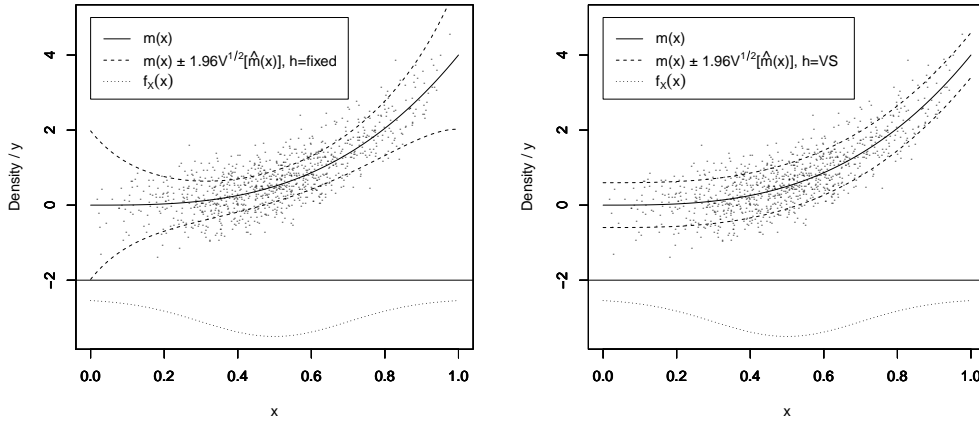 m(x)
m(x) ± 1.96V^{1/2}[m̂(x)], h=fixed
f_X(x)
Density / y
4
2
0
−2
0.0 0.2 0.4 0.6 0.8 1.0
x
m(x)
m(x) ± 1.96V^{1/2}[m̂(x)], h=VS
f_X(x)
Density / y
4
2
0
−2
0.0 0.2 0.4 0.6 0.8 1.0
x